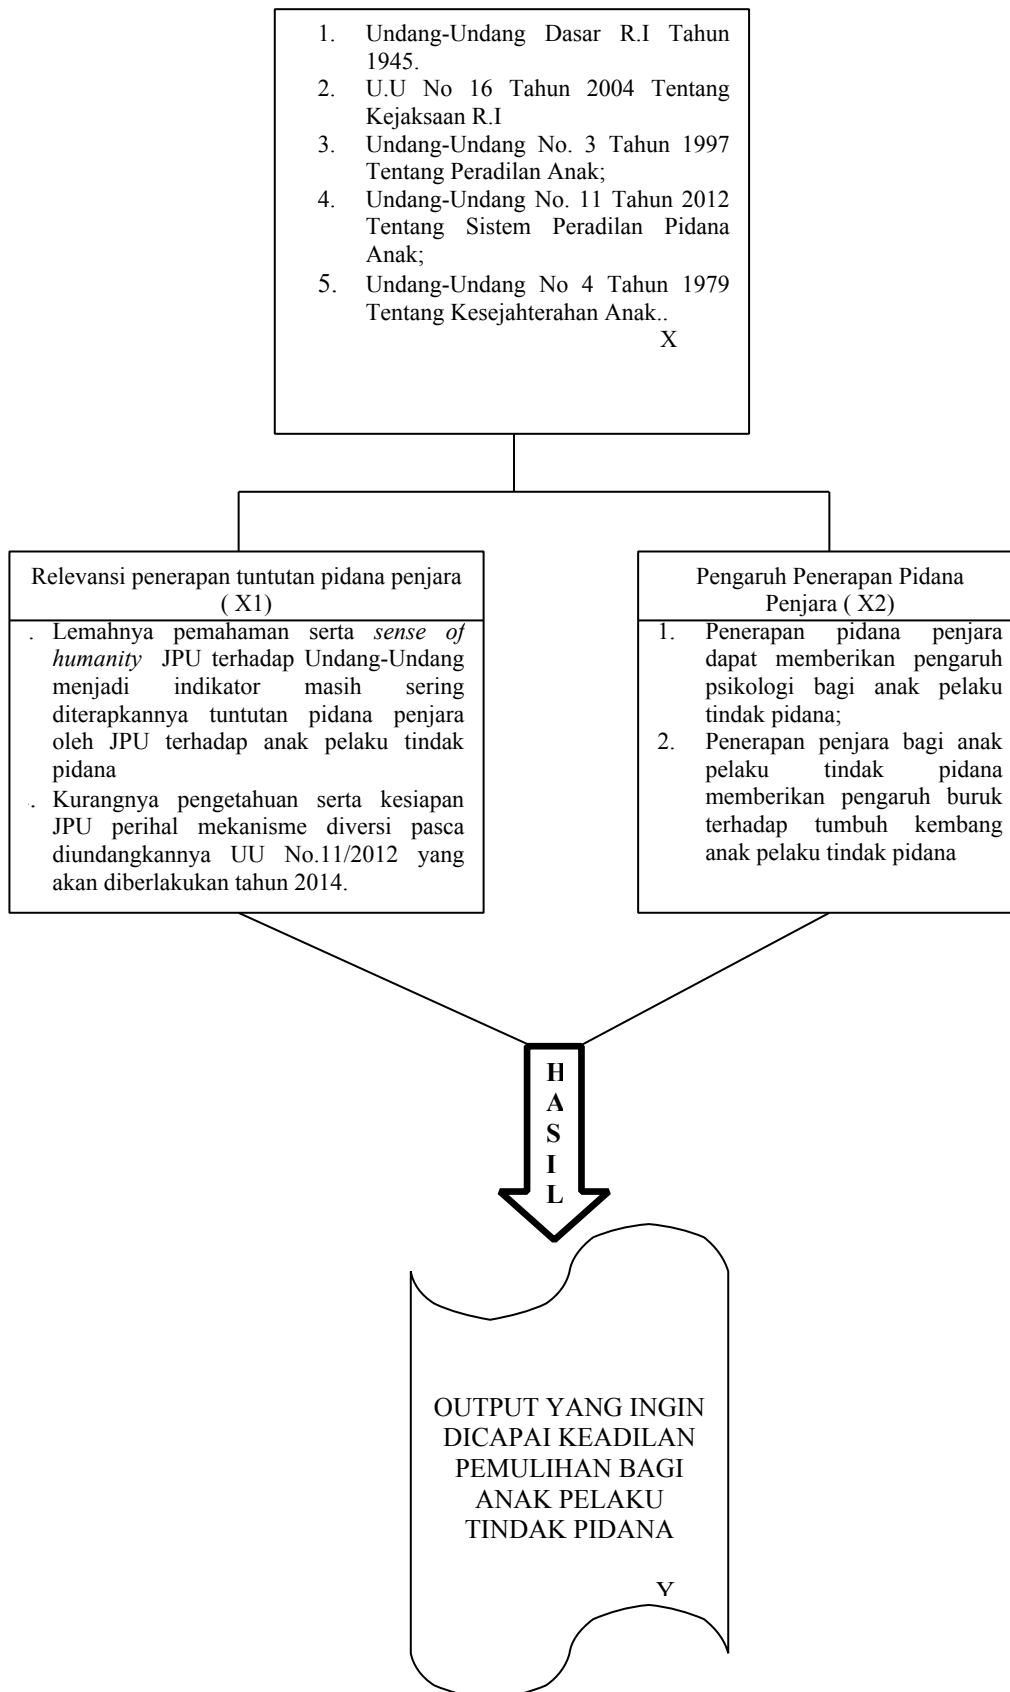 1. Undang-Undang Dasar R.I Tahun
1945.
2. U.U No 16 Tahun 2004 Tentang
Kejaksaan R.I
3. Undang-Undang No. 3 Tahun 1997
Tentang Peradilan Anak;
4. Undang-Undang No. 11 Tahun 2012
Tentang Sistem Peradilan Pidana
Anak;
5. Undang-Undang No 4 Tahun 1979
Tentang Kesejahterahan Anak..
X
Relevansi penerapan tuntutan pidana penjara
( X1)
. Lemahnya pemahaman serta sense of
humanity JPU terhadap Undang-Undang
menjadi indikator masih sering
diterapkannya tuntutan pidana penjara
oleh JPU terhadap anak pelaku tindak
pidana
. Kurangnya pengetahuan serta kesiapan
JPU perihal mekanisme diversi pasca
diundangkannya UU No.11/2012 yang
akan diberlakukan tahun 2014.
Pengaruh Penerapan Pidana
Penjara ( X2)
1. Penerapan pidana penjara
dapat memberikan pengaruh
psikologi bagi anak pelaku
tindak pidana;
2. Penerapan penjara bagi anak
pelaku tindak pidana
memberikan pengaruh buruk
terhadap tumbuh kembang
anak pelaku tindak pidana
H
A
S
I
L
OUTPUT YANG INGIN
DICAPAI KEADILAN
PEMULIHAN BAGI
ANAK PELAKU
TINDAK PIDANA
Y